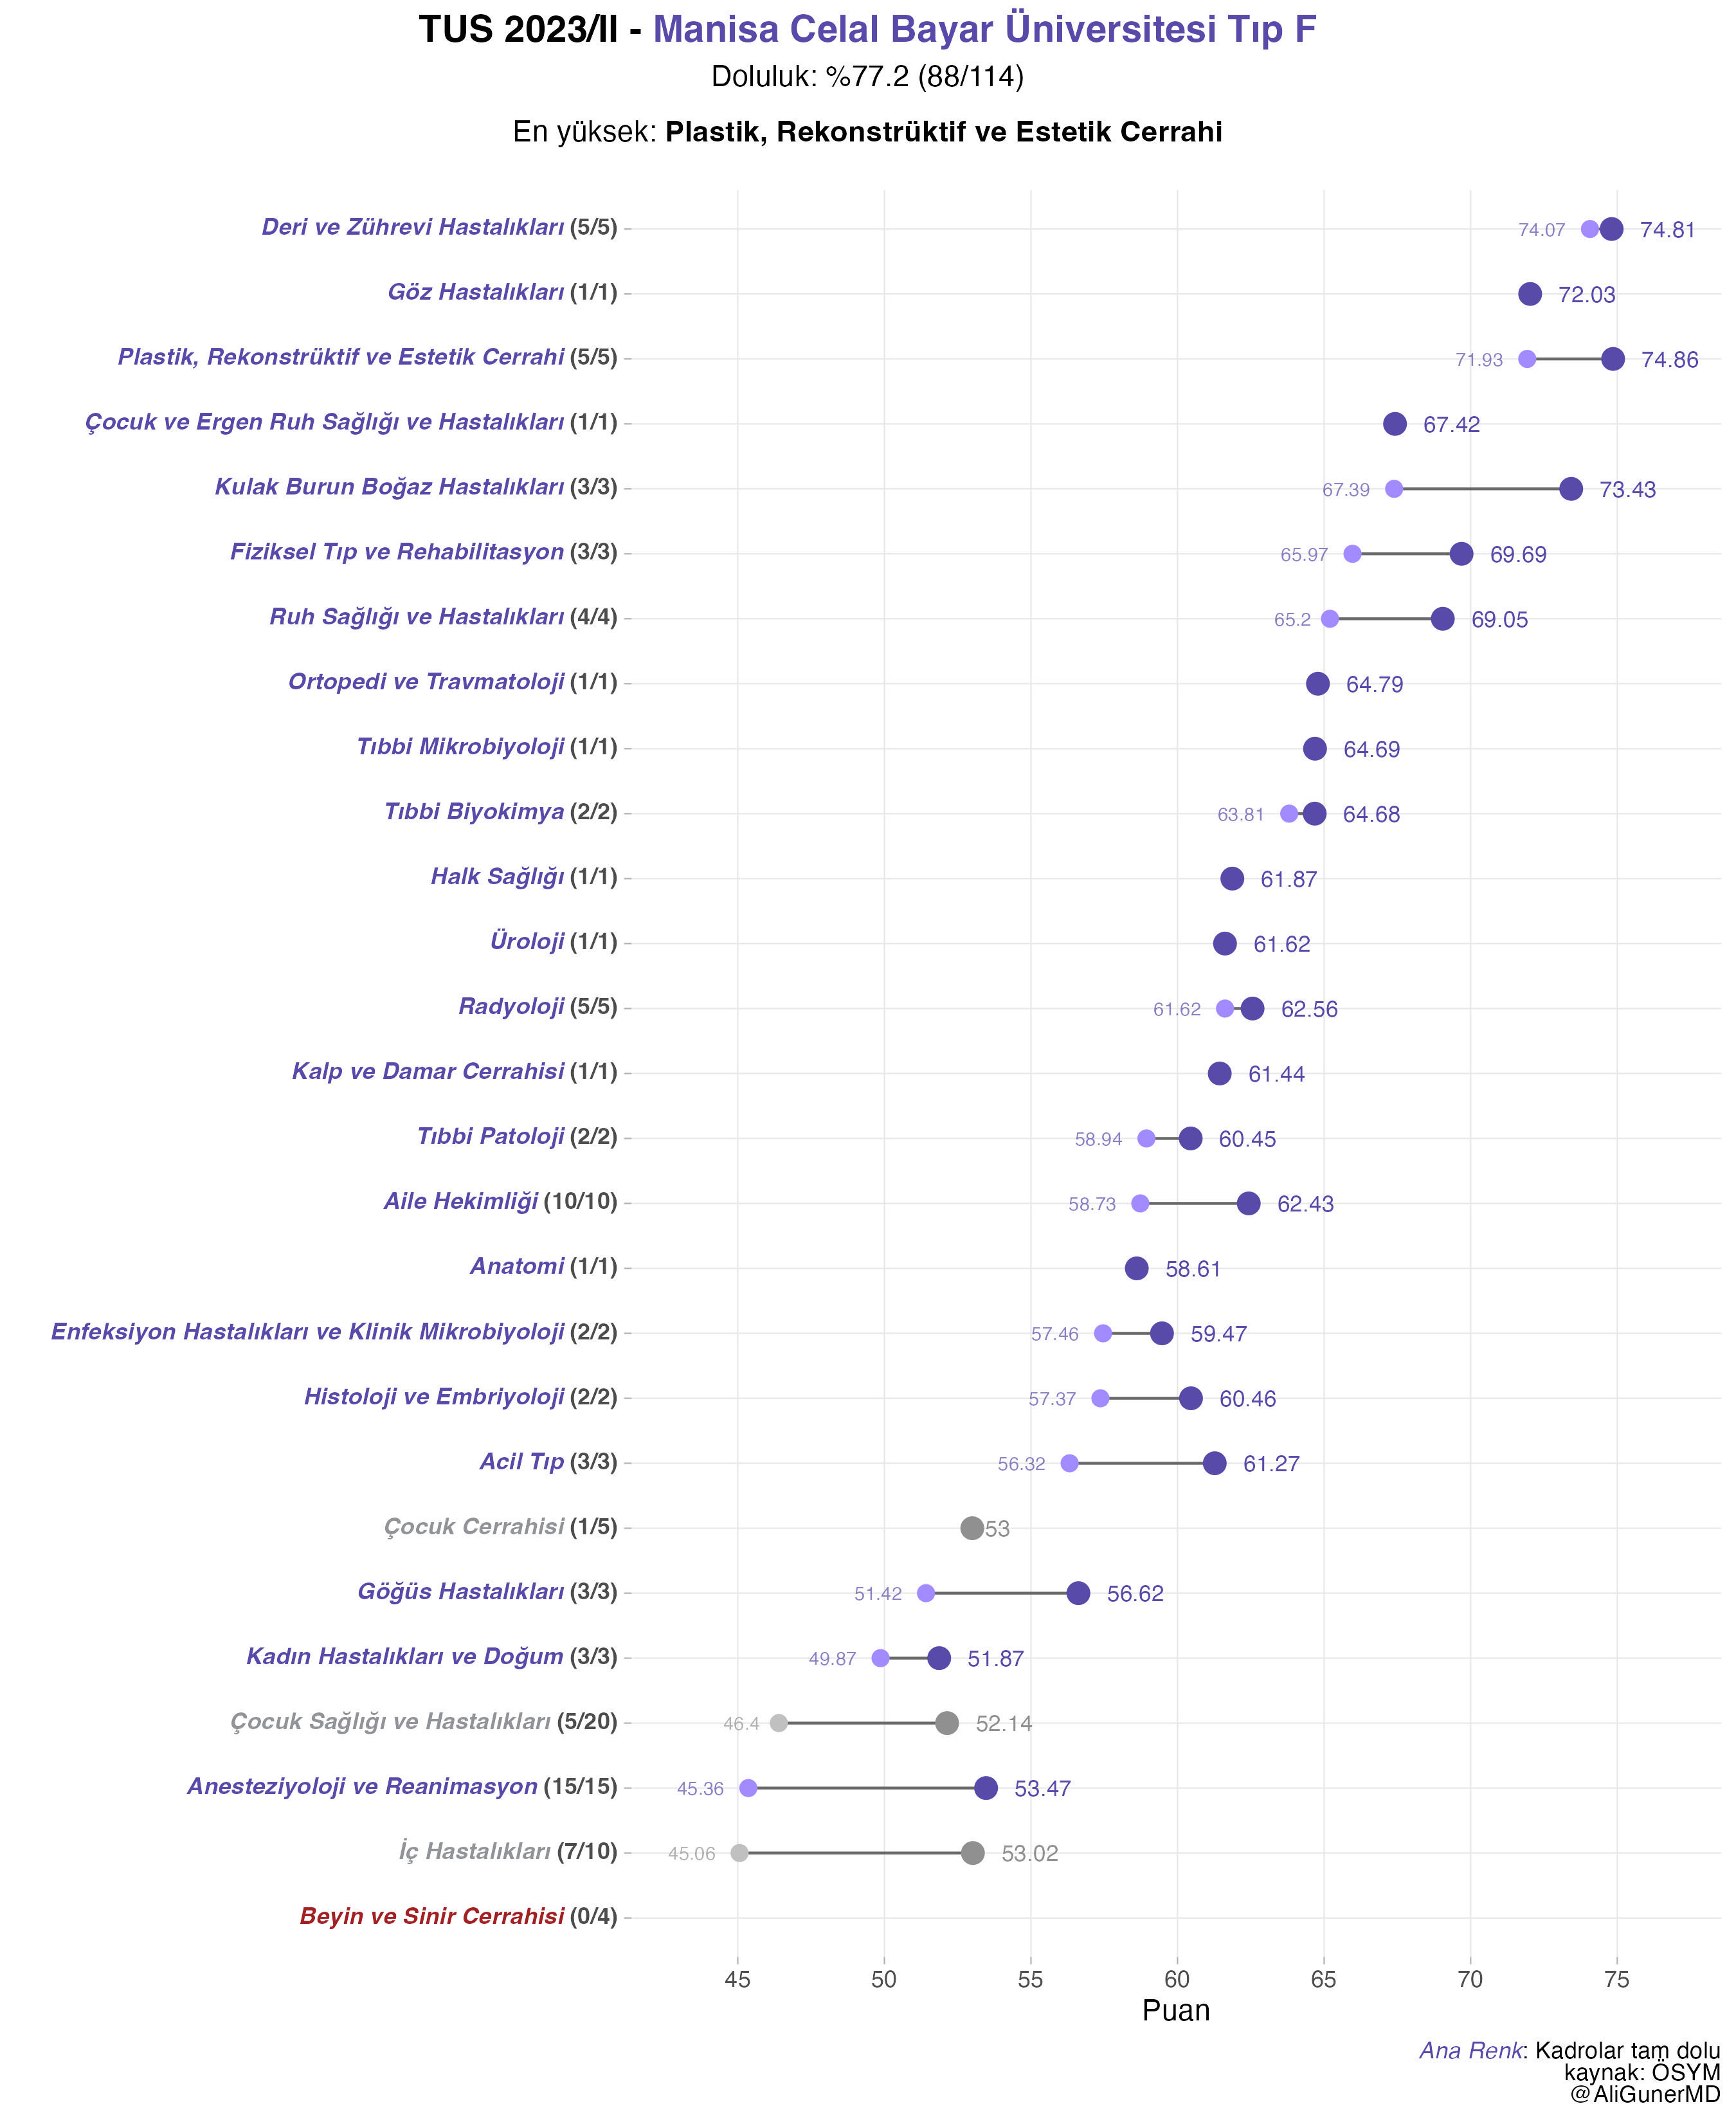 TUS 2023/II - Manisa Celal Bayar Üniversitesi Tıp F
Doluluk: %77.2 (88/114)
En yüksek: Plastik, Rekonstrüktif ve Estetik Cerrahi
Deri ve Zührevi Hastalıkları (5/5) 74.07 74.81
Göz Hastalıkları (1/1) 72.03
Plastik, Rekonstrüktif ve Estetik Cerrahi (5/5) 71.93 74.86
Çocuk ve Ergen Ruh Sağlığı ve Hastalıkları (1/1) 67.42
Kulak Burun Boğaz Hastalıkları (3/3) 67.39 73.43
Fiziksel Tıp ve Rehabilitasyon (3/3) 65.97 69.69
Ruh Sağlığı ve Hastalıkları (4/4) 65.2 69.05
Ortopedi ve Travmatoloji (1/1) 64.79
Tıbbi Mikrobiyoloji (1/1) 64.69
Tıbbi Biyokimya (2/2) 63.81 64.68
Halk Sağlığı (1/1) 61.87
Üroloji (1/1) 61.62
Radyoloji (5/5) 61.62 62.56
Kalp ve Damar Cerrahisi (1/1) 61.44
Tıbbi Patoloji (2/2) 58.94 60.45
Aile Hekimliği (10/10) 58.73 62.43
Anatomi (1/1) 58.61
Enfeksiyon Hastalıkları ve Klinik Mikrobiyoloji (2/2) 57.46 59.47
Histoloji ve Embriyoloji (2/2) 57.37 60.46
Acil Tıp (3/3) 56.32 61.27
Çocuk Cerrahisi (1/5) 53
Göğüs Hastalıkları (3/3) 51.42 56.62
Kadın Hastalıkları ve Doğum (3/3) 49.87 51.87
Çocuk Sağlığı ve Hastalıkları (5/20) 46.4 52.14
Anesteziyoloji ve Reanimasyon (15/15) 45.36 53.47
İç Hastalıkları (7/10) 45.06 53.02
Beyin ve Sinir Cerrahisi (0/4)
45 50 55 60 65 70 75
Puan
Ana Renk: Kadrolar tam dolu
kaynak: ÖSYM
@AliGunerMD